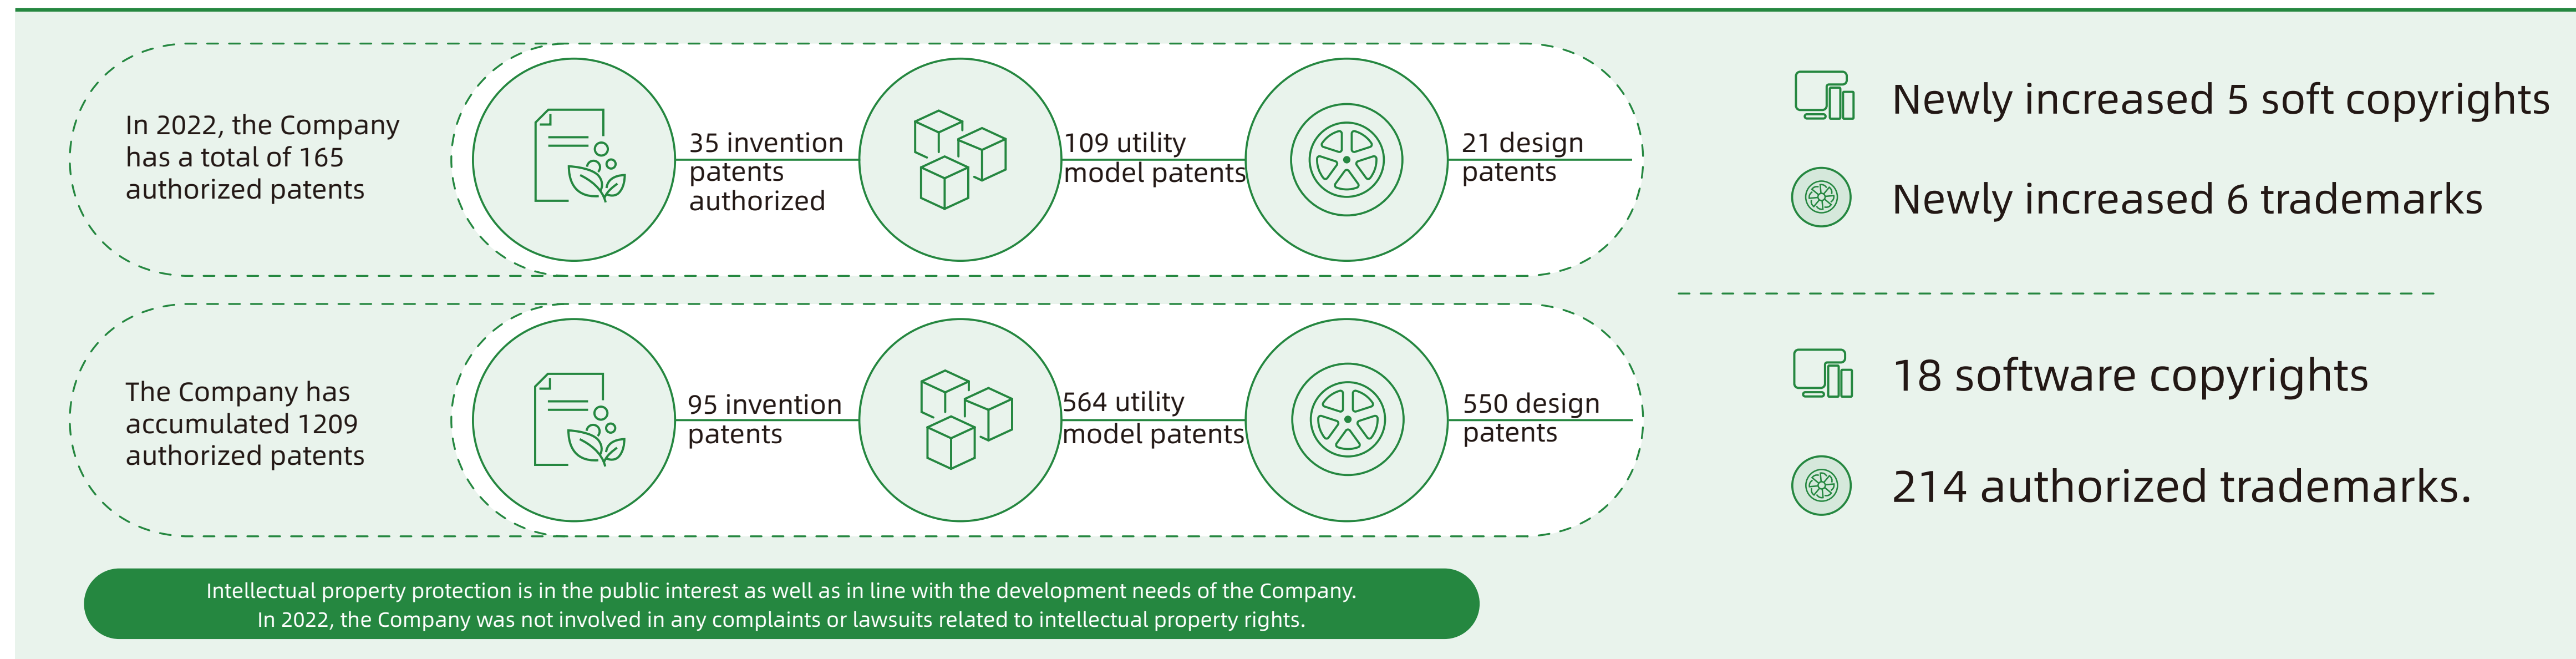 In 2022, the Company
has a total of 165
authorized patents
35 invention
patents
authorized
109 utility
model patents
21 design
patents
Newly increased 5 soft copyrights
Newly increased 6 trademarks
The Company has
accumulated 1209
authorized patents
95 invention
patents
564 utility
model patents
550 design
patents
18 software copyrights
214 authorized trademarks.
Intellectual property protection is in the public interest as well as in line with the development needs of the Company.
In 2022, the Company was not involved in any complaints or lawsuits related to intellectual property rights.